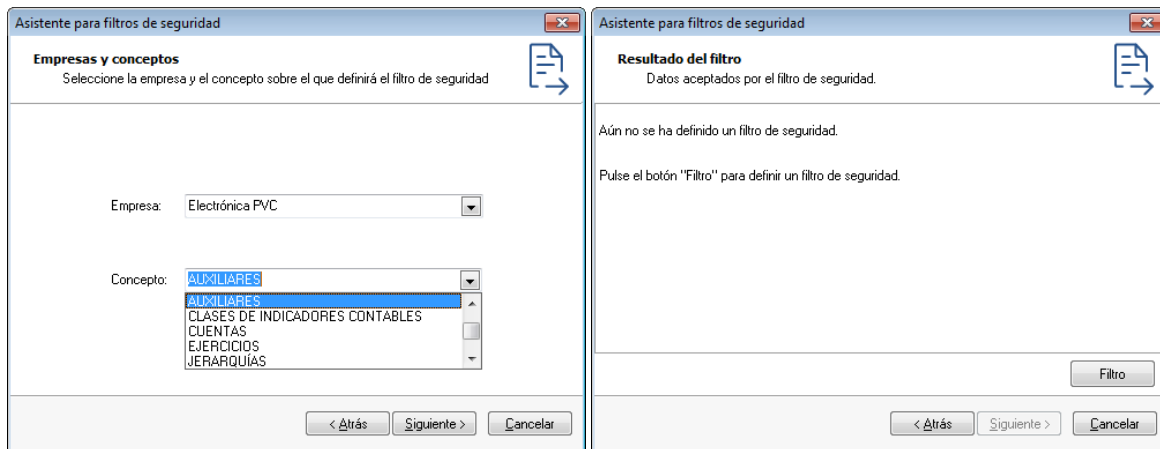 Asistente para filtros de seguridad
Empresas y conceptos
Seleccione la empresa y el concepto sobre el que definirá el filtro de seguridad
Empresa:
Electrónica PVC
Concepto:
AUXILIARES
AUXILIARES
CLASES DE INDICADORES CONTABLES
CUENTAS
EJERCICIOS
JERARQUÍAS
< Atrás
Siguiente >
Cancelar
Asistente para filtros de seguridad
Resultado del filtro
Datos aceptados por el filtro de seguridad.
Aún no se ha definido un filtro de seguridad.
Pulse el botón "Filtro" para definir un filtro de seguridad.
Filtro
< Atrás
Siguiente >
Cancelar